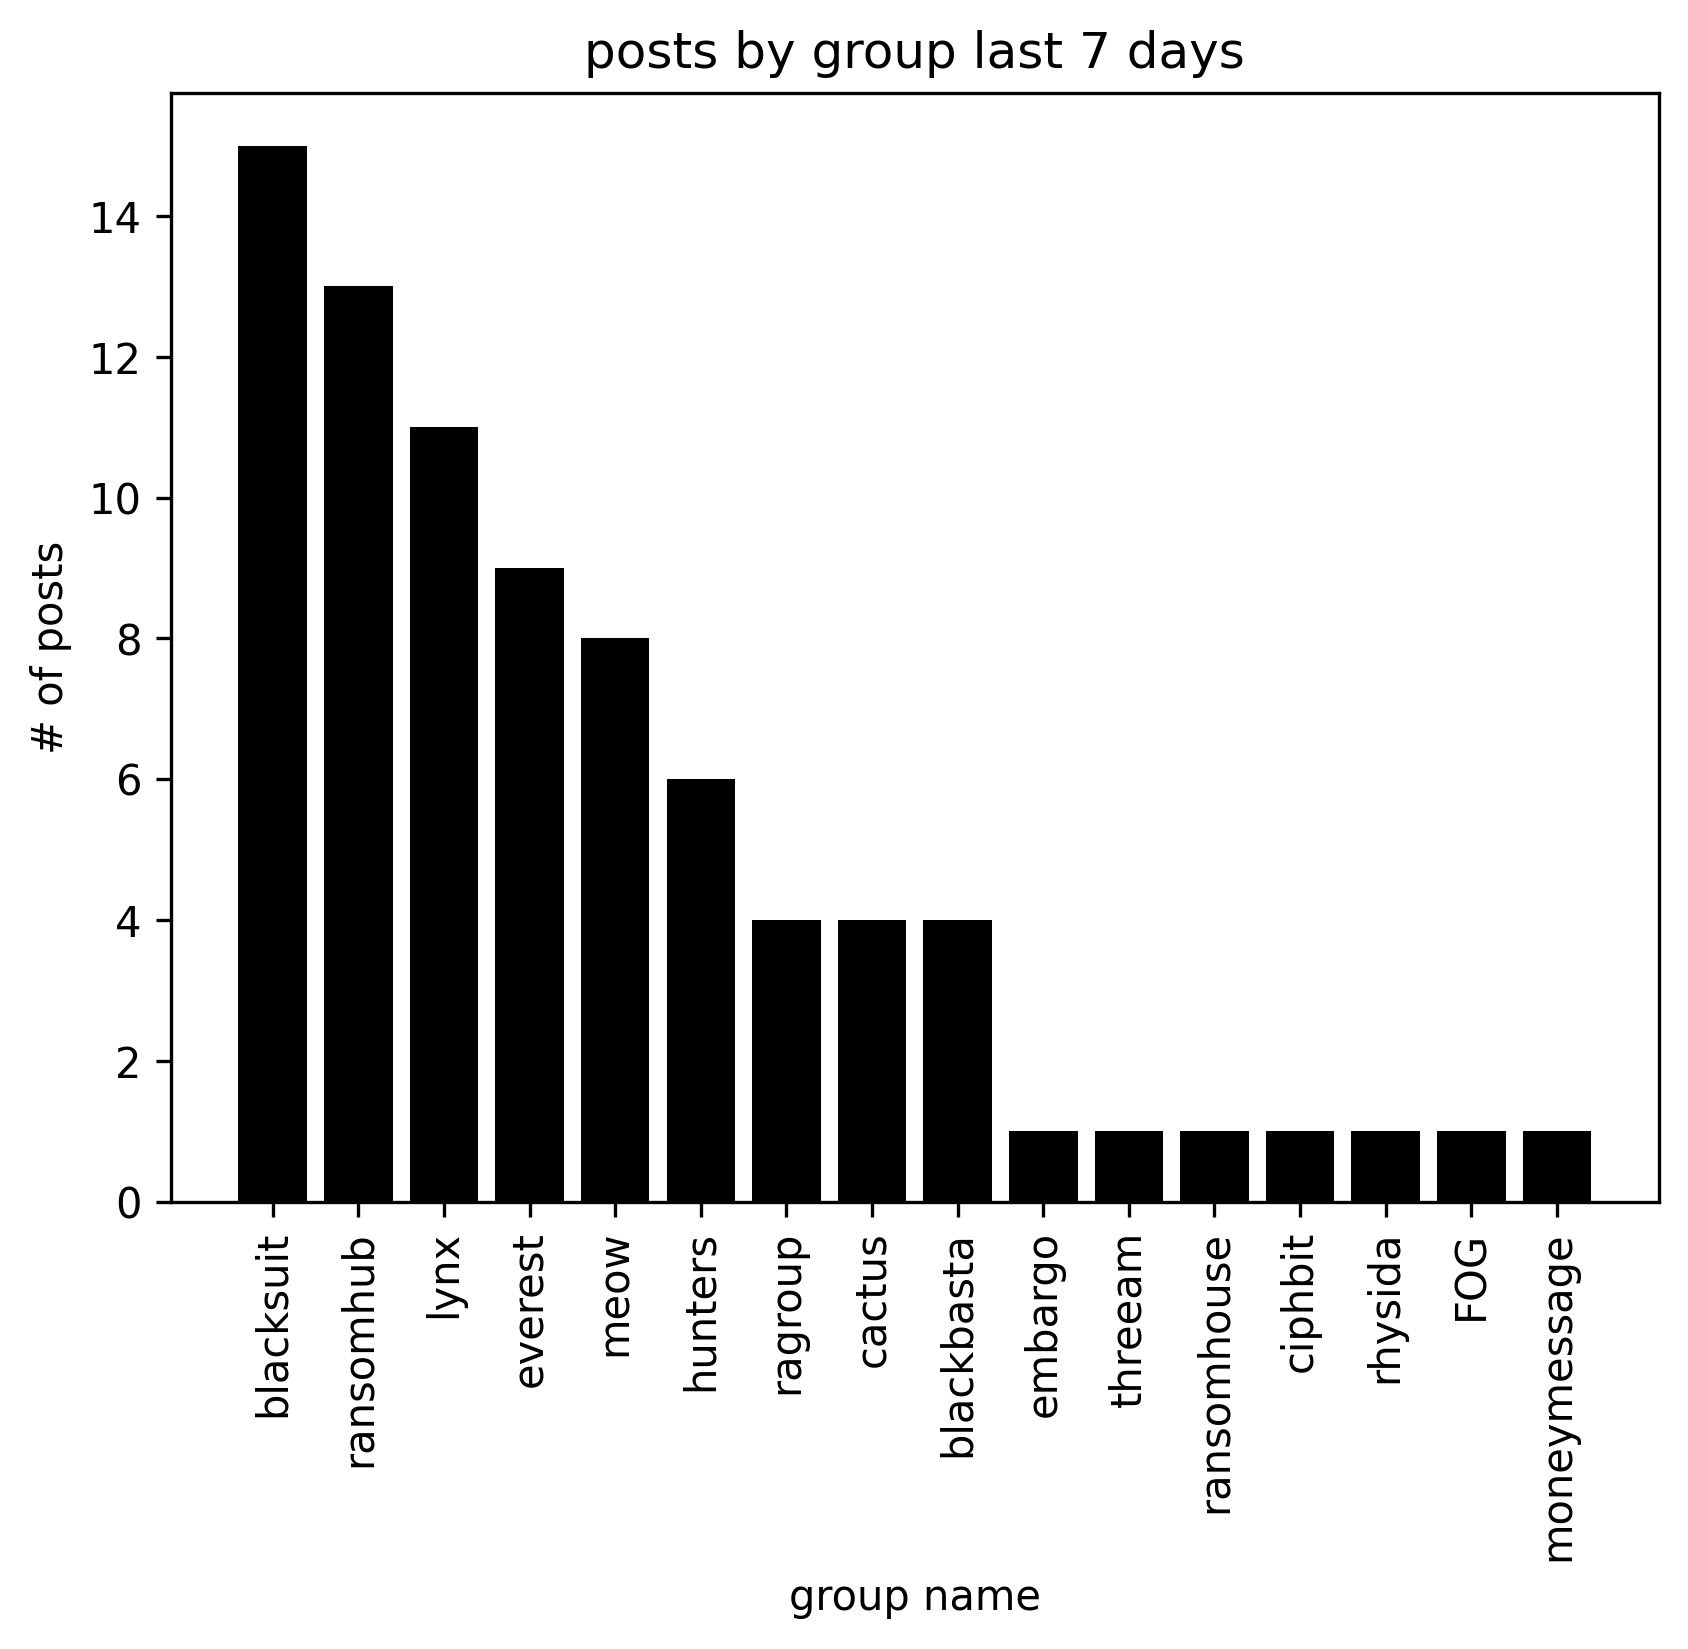 posts by group last 7 days
# of posts
14
12
10
8
6
4
2
0
blacksuit
ransomhub
lynx
everest
meow
hunters
ragroup
cactus
blackbasta
embargo
threeam
ransomhouse
ciphbit
rhysida
FOG
moneymessage
group name